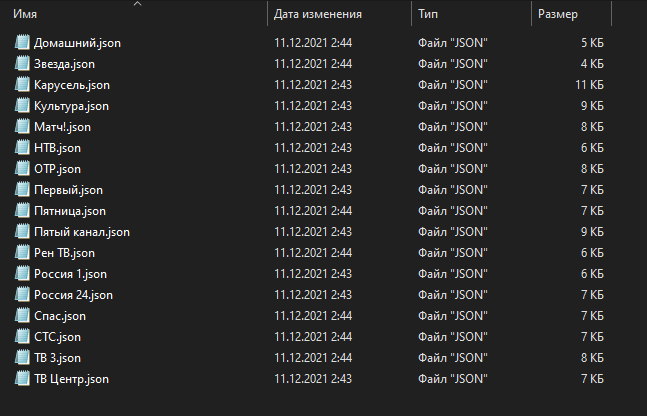 Имя Дата изменения Тип Размер
Домашний.json 11.12.2021 2:44 Файл "JSON" 5 КБ
Звезда.json 11.12.2021 2:44 Файл "JSON" 4 КБ
Карусель.json 11.12.2021 2:43 Файл "JSON" 11 КБ
Культура.json 11.12.2021 2:43 Файл "JSON" 9 КБ
Матч!.json 11.12.2021 2:43 Файл "JSON" 8 КБ
НТВ.json 11.12.2021 2:43 Файл "JSON" 6 КБ
ОТР.json 11.12.2021 2:43 Файл "JSON" 8 КБ
Первый.json 11.12.2021 2:43 Файл "JSON" 7 КБ
Пятница.json 11.12.2021 2:44 Файл "JSON" 7 КБ
Пятый канал.json 11.12.2021 2:43 Файл "JSON" 9 КБ
Рен ТВ.json 11.12.2021 2:44 Файл "JSON" 6 КБ
Россия 1.json 11.12.2021 2:43 Файл "JSON" 6 КБ
Россия 24.json 11.12.2021 2:43 Файл "JSON" 7 КБ
Спас.json 11.12.2021 2:44 Файл "JSON" 7 КБ
СТС.json 11.12.2021 2:44 Файл "JSON" 7 КБ
ТВ 3.json 11.12.2021 2:44 Файл "JSON" 8 КБ
ТВ Центр.json 11.12.2021 2:43 Файл "JSON" 7 КБ